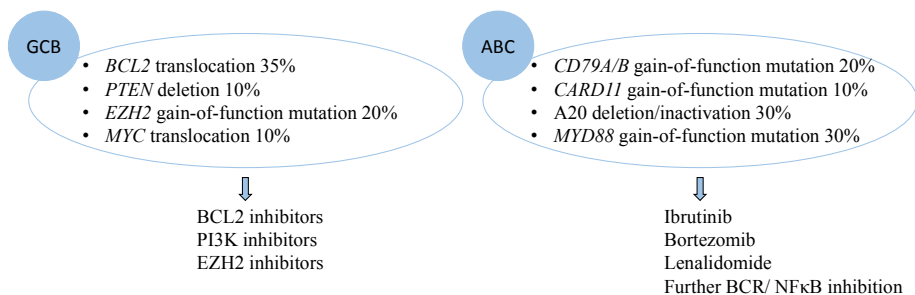 GCB
• BCL2 translocation 35%
• PTEN deletion 10%
• EZH2 gain-of-function mutation 20%
• MYC translocation 10%
BCL2 inhibitors
PI3K inhibitors
EZH2 inhibitors
ABC
• CD79A/B gain-of-function mutation 20%
• CARD11 gain-of-function mutation 10%
• A20 deletion/inactivation 30%
• MYD88 gain-of-function mutation 30%
Ibrutinib
Bortezomib
Lenalidomide
Further BCR/ NFκB inhibition